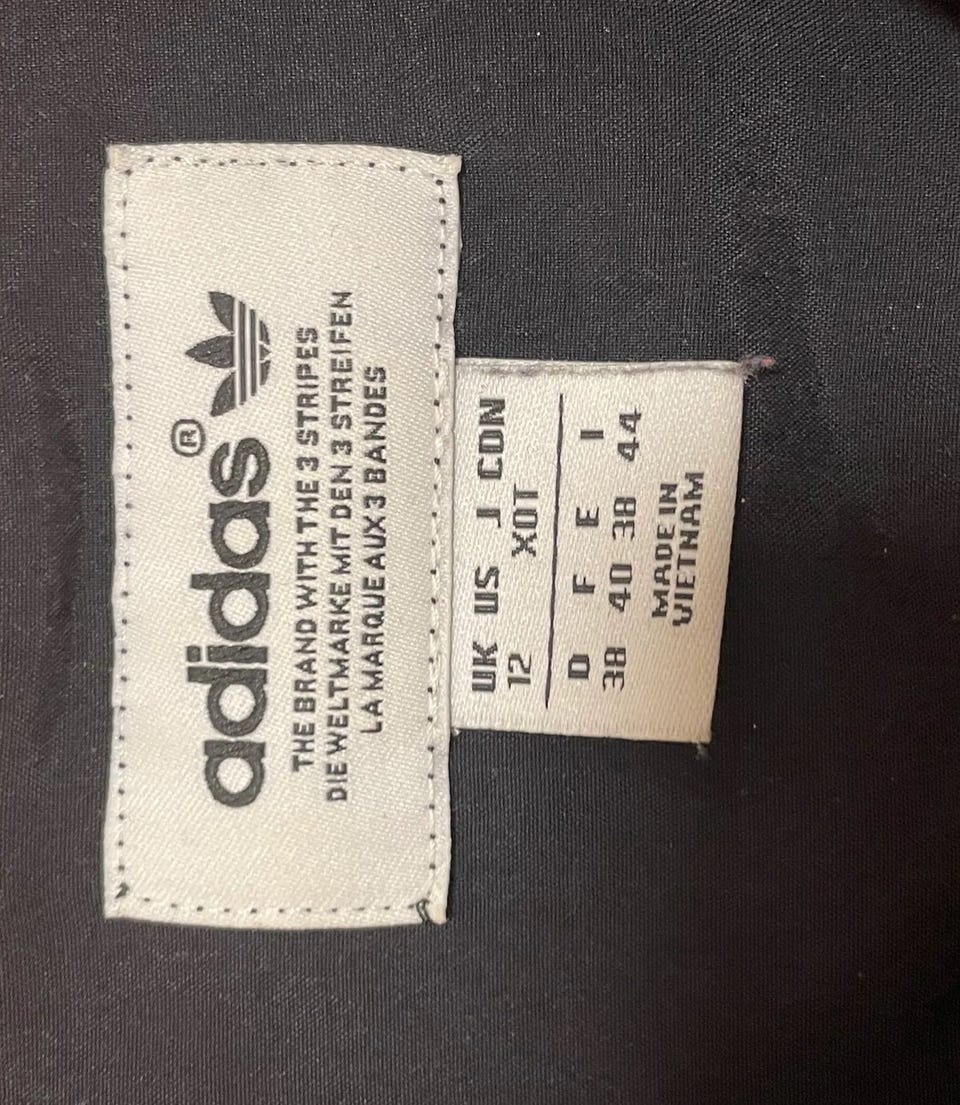 adidas ®
THE BRAND WITH THE 3 STRIPES
DIE WELTMARKE MIT DEN 3 STREIFEN
LA MARQUE AUX 3 BANDES
UK US J CDN
12 XOT
D F E I
38 40 38 44
MADE IN
VIETNAM